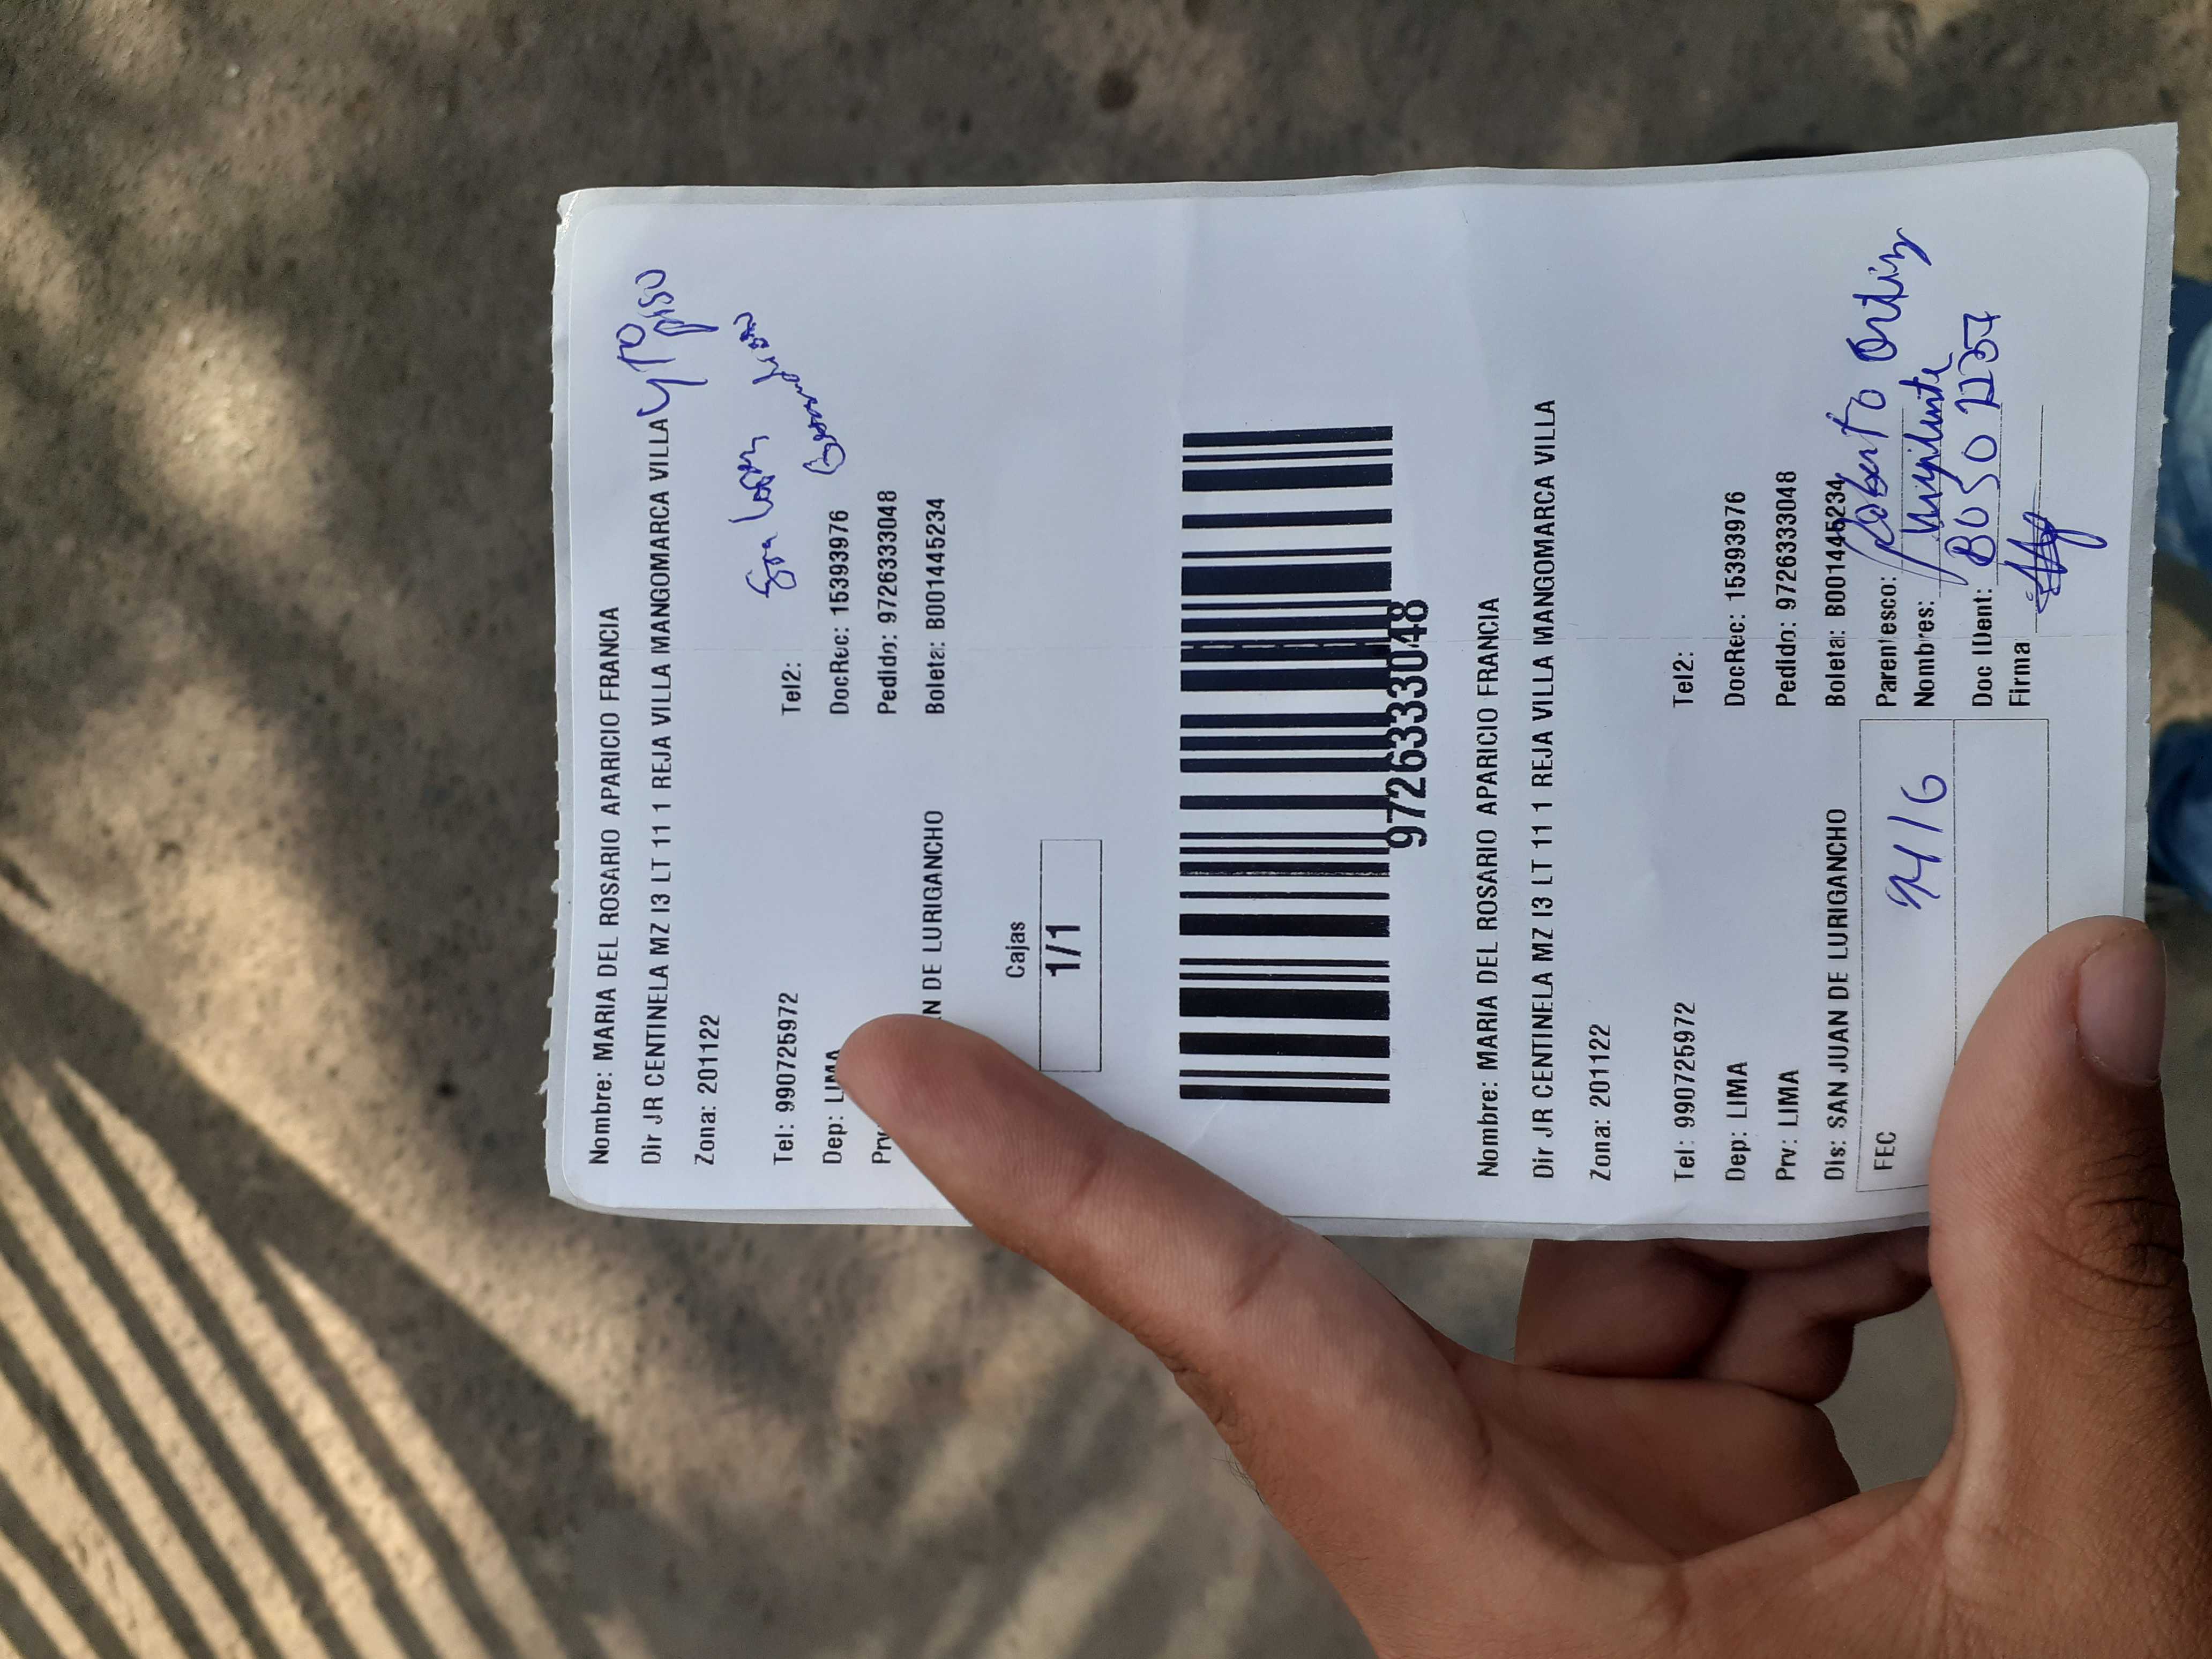 Nombre: MARIA DEL ROSARIO APARICIO FRANCIA
Dir JR CENTINELA MZ I3 LT 11 1 REJA VILLA MANGOMARCA VILLA
piso
Zona: 201122
Sra
Tel: 990725972 Tel2:
Dep: LIMA DocRec: 15393976
Prv: Pedido: 9726333048
AN DE LURIGANCHO Boleta: B001445234
Cajas
1/1
9726333048
Nombre: MARIA DEL ROSARIO APARICIO FRANCIA
Dir JR CENTINELA MZ I3 LT 11 1 REJA VILLA MANGOMARCA VILLA
Zona: 201122
Tel: 990725972 Tel2:
Dep: LIMA DocRec: 15393976
Prv: LIMA Pedido: 9726333048
Dis: SAN JUAN DE LURIGANCHO Boleta: B001445234
FEC Parentesco: Roberto Ortiz
Nombres:
Doc IDent:
Firma